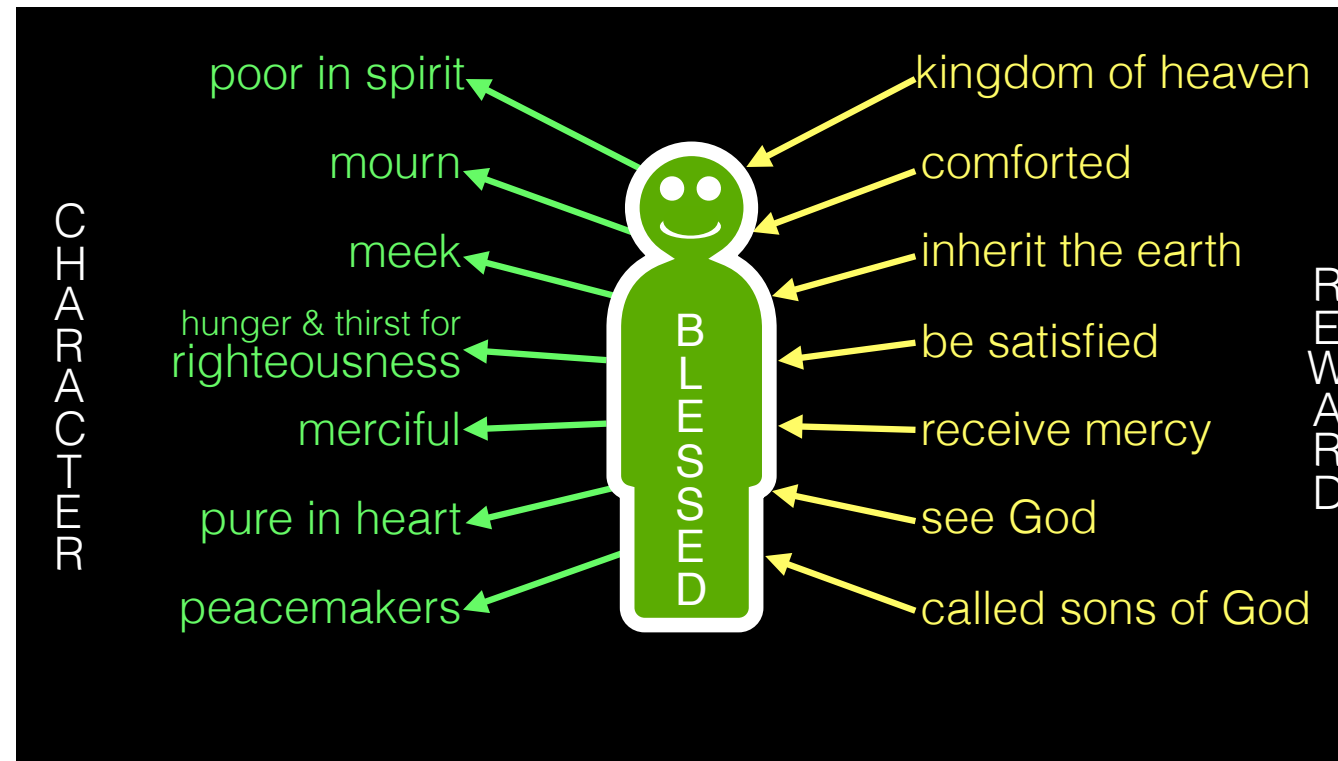 CHARACTER
poor in spirit
mourn
meek
hunger & thirst for
righteousness
merciful
pure in heart
peacemakers
BLESSED
kingdom of heaven
comforted
inherit the earth
be satisfied
receive mercy
see God
called sons of God
REWARD